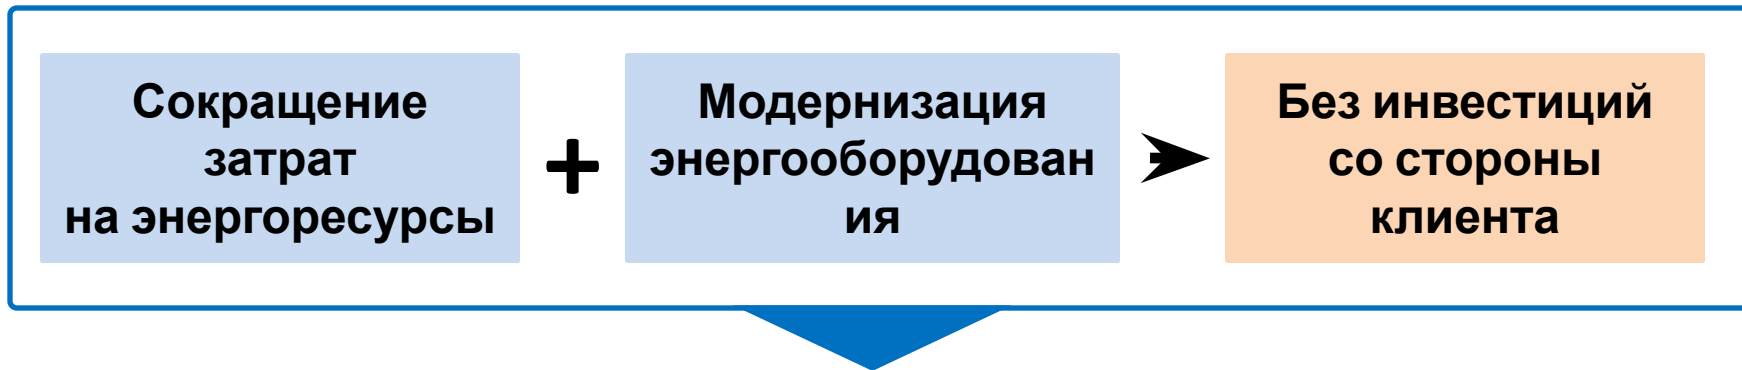 Сокращение
затрат
на энергоресурсы
+
Модернизация
энергооборудован
ия
Без инвестиций
со стороны
клиента